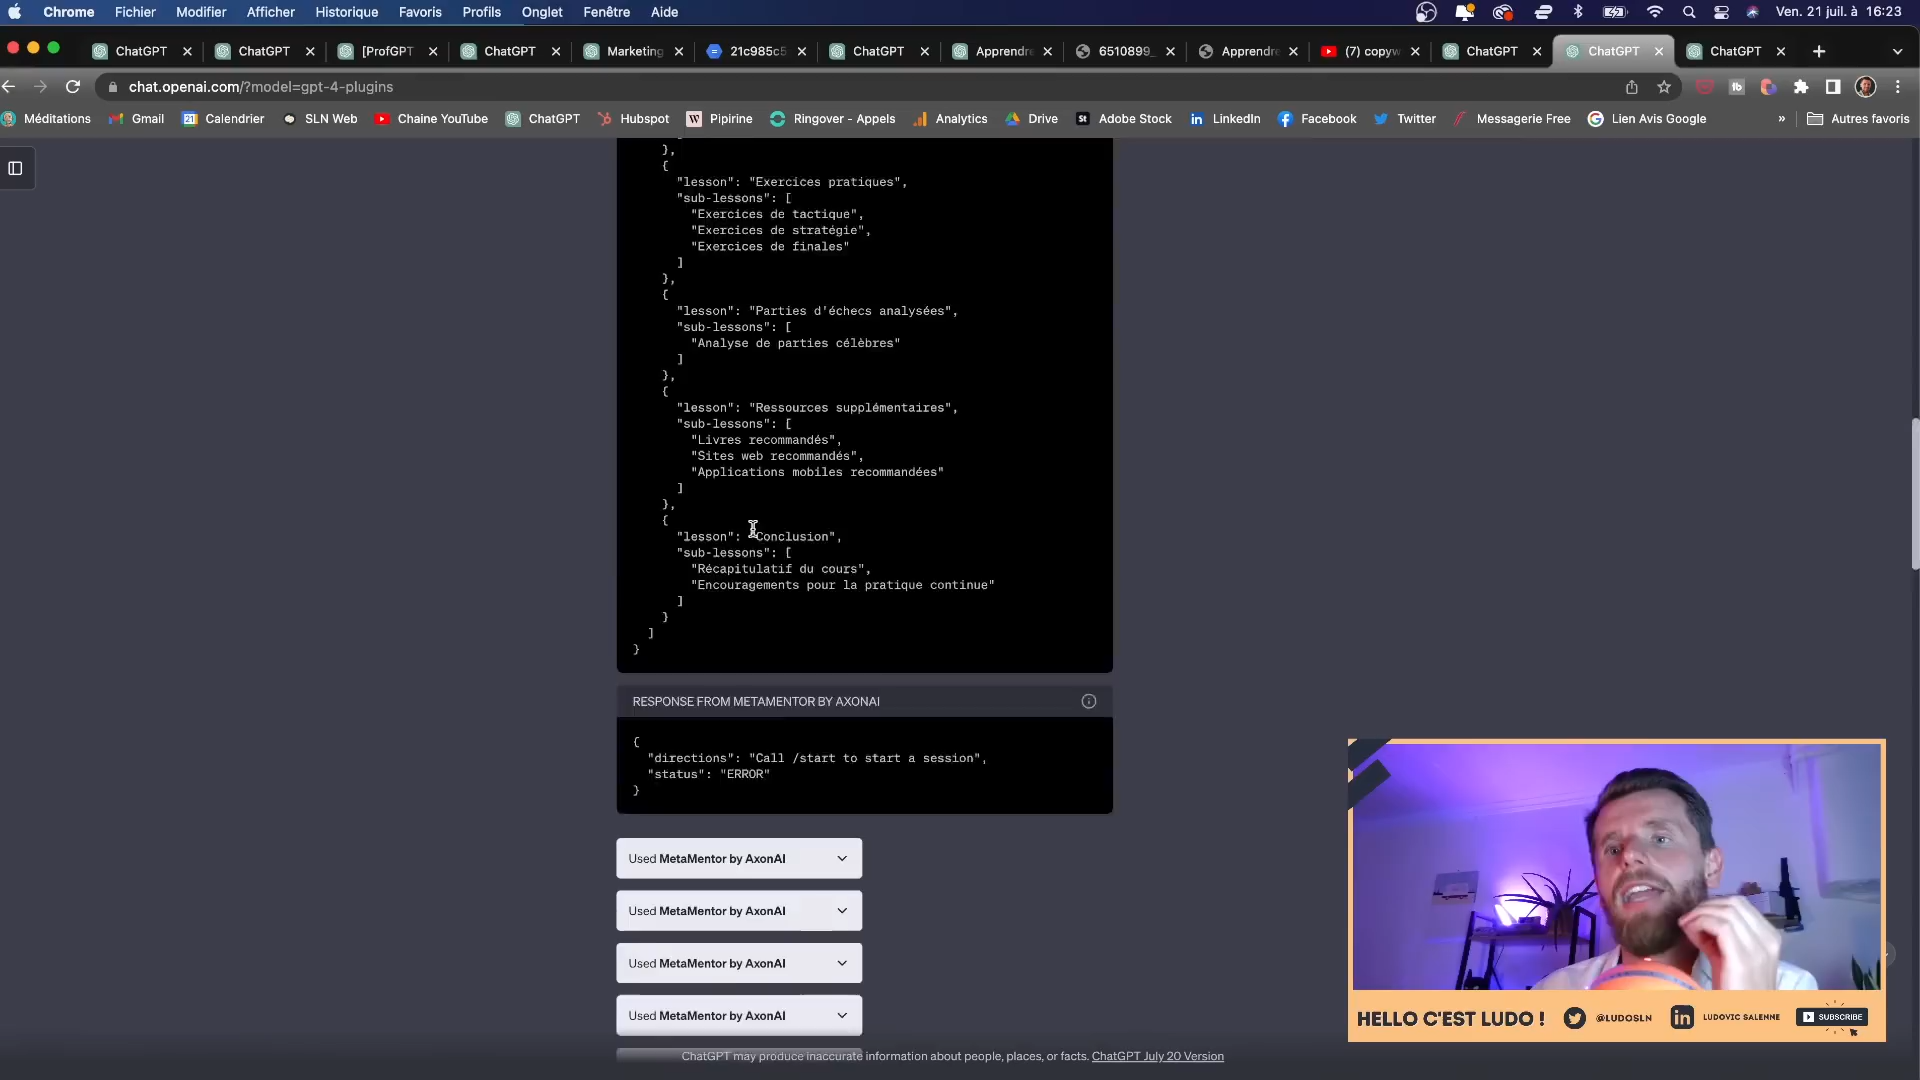 Chrome Fichier Modifier Afficher Historique Favoris Profils Onglet Fenêtre Aide Ven. 21 juil. à 16:23
ChatGPT ChatGPT [ProfGPT ChatGPT Marketing 21c985c5 ChatGPT Apprendre 6510899_ Apprendre (7) copyw ChatGPT ChatGPT ChatGPT
chat.openai.com/?model=gpt-4-plugins
Méditations Gmail Calendrier SLN Web Chaine YouTube ChatGPT Hubspot Pipirine Ringover - Appels Analytics Drive Adobe Stock LinkedIn Facebook Twitter Messagerie Free Lien Avis Google » Autres favoris
},
{
"lesson": "Exercices pratiques",
"sub-lessons": [
"Exercices de tactique",
"Exercices de stratégie",
"Exercices de finales"
]
},
{
"lesson": "Parties d'échecs analysées",
"sub-lessons": [
"Analyse de parties célèbres"
]
},
{
"lesson": "Ressources supplémentaires",
"sub-lessons": [
"Livres recommandés",
"Sites web recommandés",
"Applications mobiles recommandées"
]
},
{
"lesson": "Conclusion",
"sub-lessons": [
"Récapitulatif du cours",
"Encouragements pour la pratique continue"
]
}
]
}
RESPONSE FROM METAMENTOR BY AXONAI
{
"directions": "Call /start to start a session",
"status": "ERROR"
}
Used MetaMentor by AxonAI
Used MetaMentor by AxonAI
Used MetaMentor by AxonAI
Used MetaMentor by AxonAI
ChatGPT may produce inaccurate information about people, places, or facts. ChatGPT July 20 Version
HELLO C'EST LUDO ! @LUDOSLN LUDOVIC SALENNE SUBSCRIBE